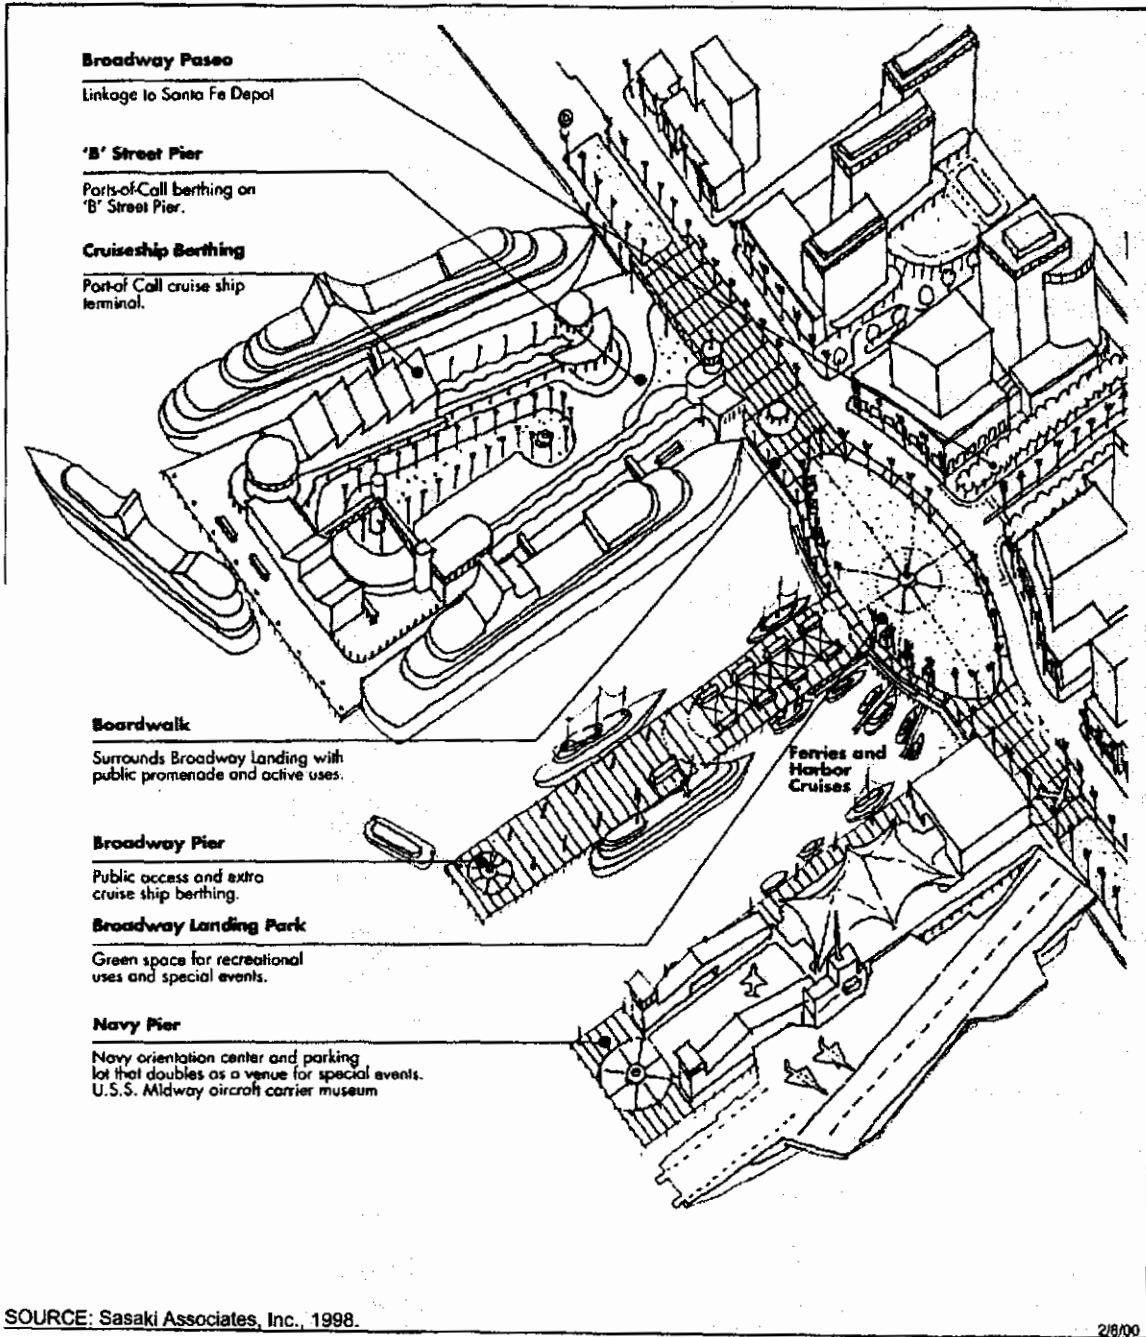 Broadway Paseo
Linkage to Santa Fe Depot
'B' Street Pier
Ports-of-Call berthing on
'B' Street Pier.
Cruiseship Berthing
Port-of Call cruise ship
terminal.
Boardwalk
Surrounds Broadway Landing with
public promenade and active uses.
Ferries and
Harbor
Cruises
Broadway Pier
Public access and extra
cruise ship berthing.
Broadway Landing Park
Green space for recreational
uses and special events.
Navy Pier
Navy orientation center and parking
lot that doubles as a venue for special events.
U.S.S. Midway aircraft carrier museum
SOURCE: Sasaki Associates, Inc., 1998.
2/8/00